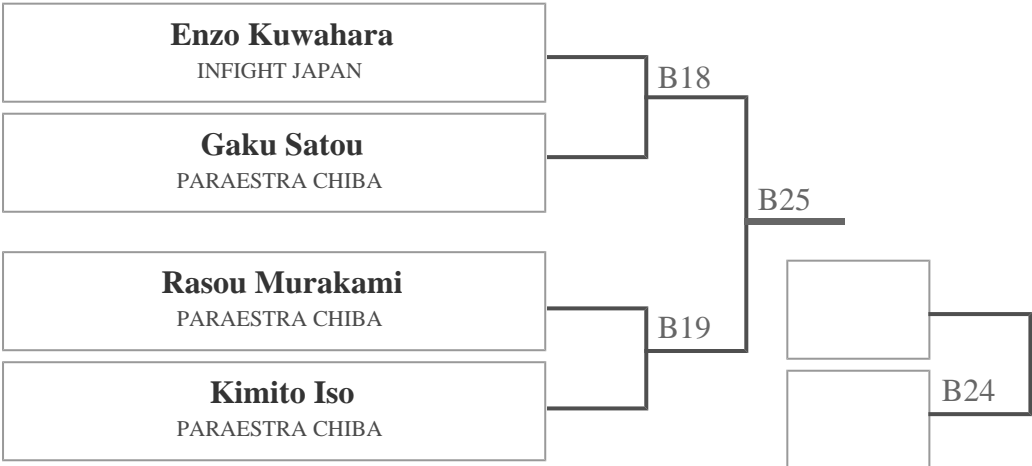 Enzo Kuwahara
INFIGHT JAPAN
B18
Gaku Satou
PARAESTRA CHIBA
B25
Rasou Murakami
PARAESTRA CHIBA
B19
Kimito Iso
PARAESTRA CHIBA
B24